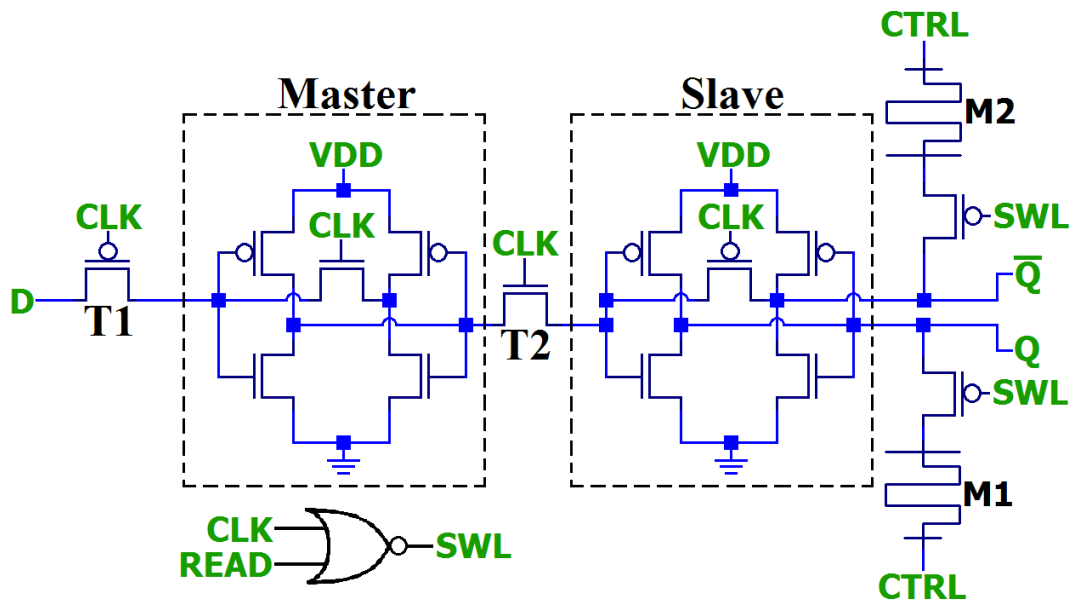 CTRL
Master
Slave
M2
VDD
VDD
CLK
CLK
CLK
SWL
CLK
D
T1
T2
Q̅
Q
SWL
M1
CLK
READ
SWL
CTRL